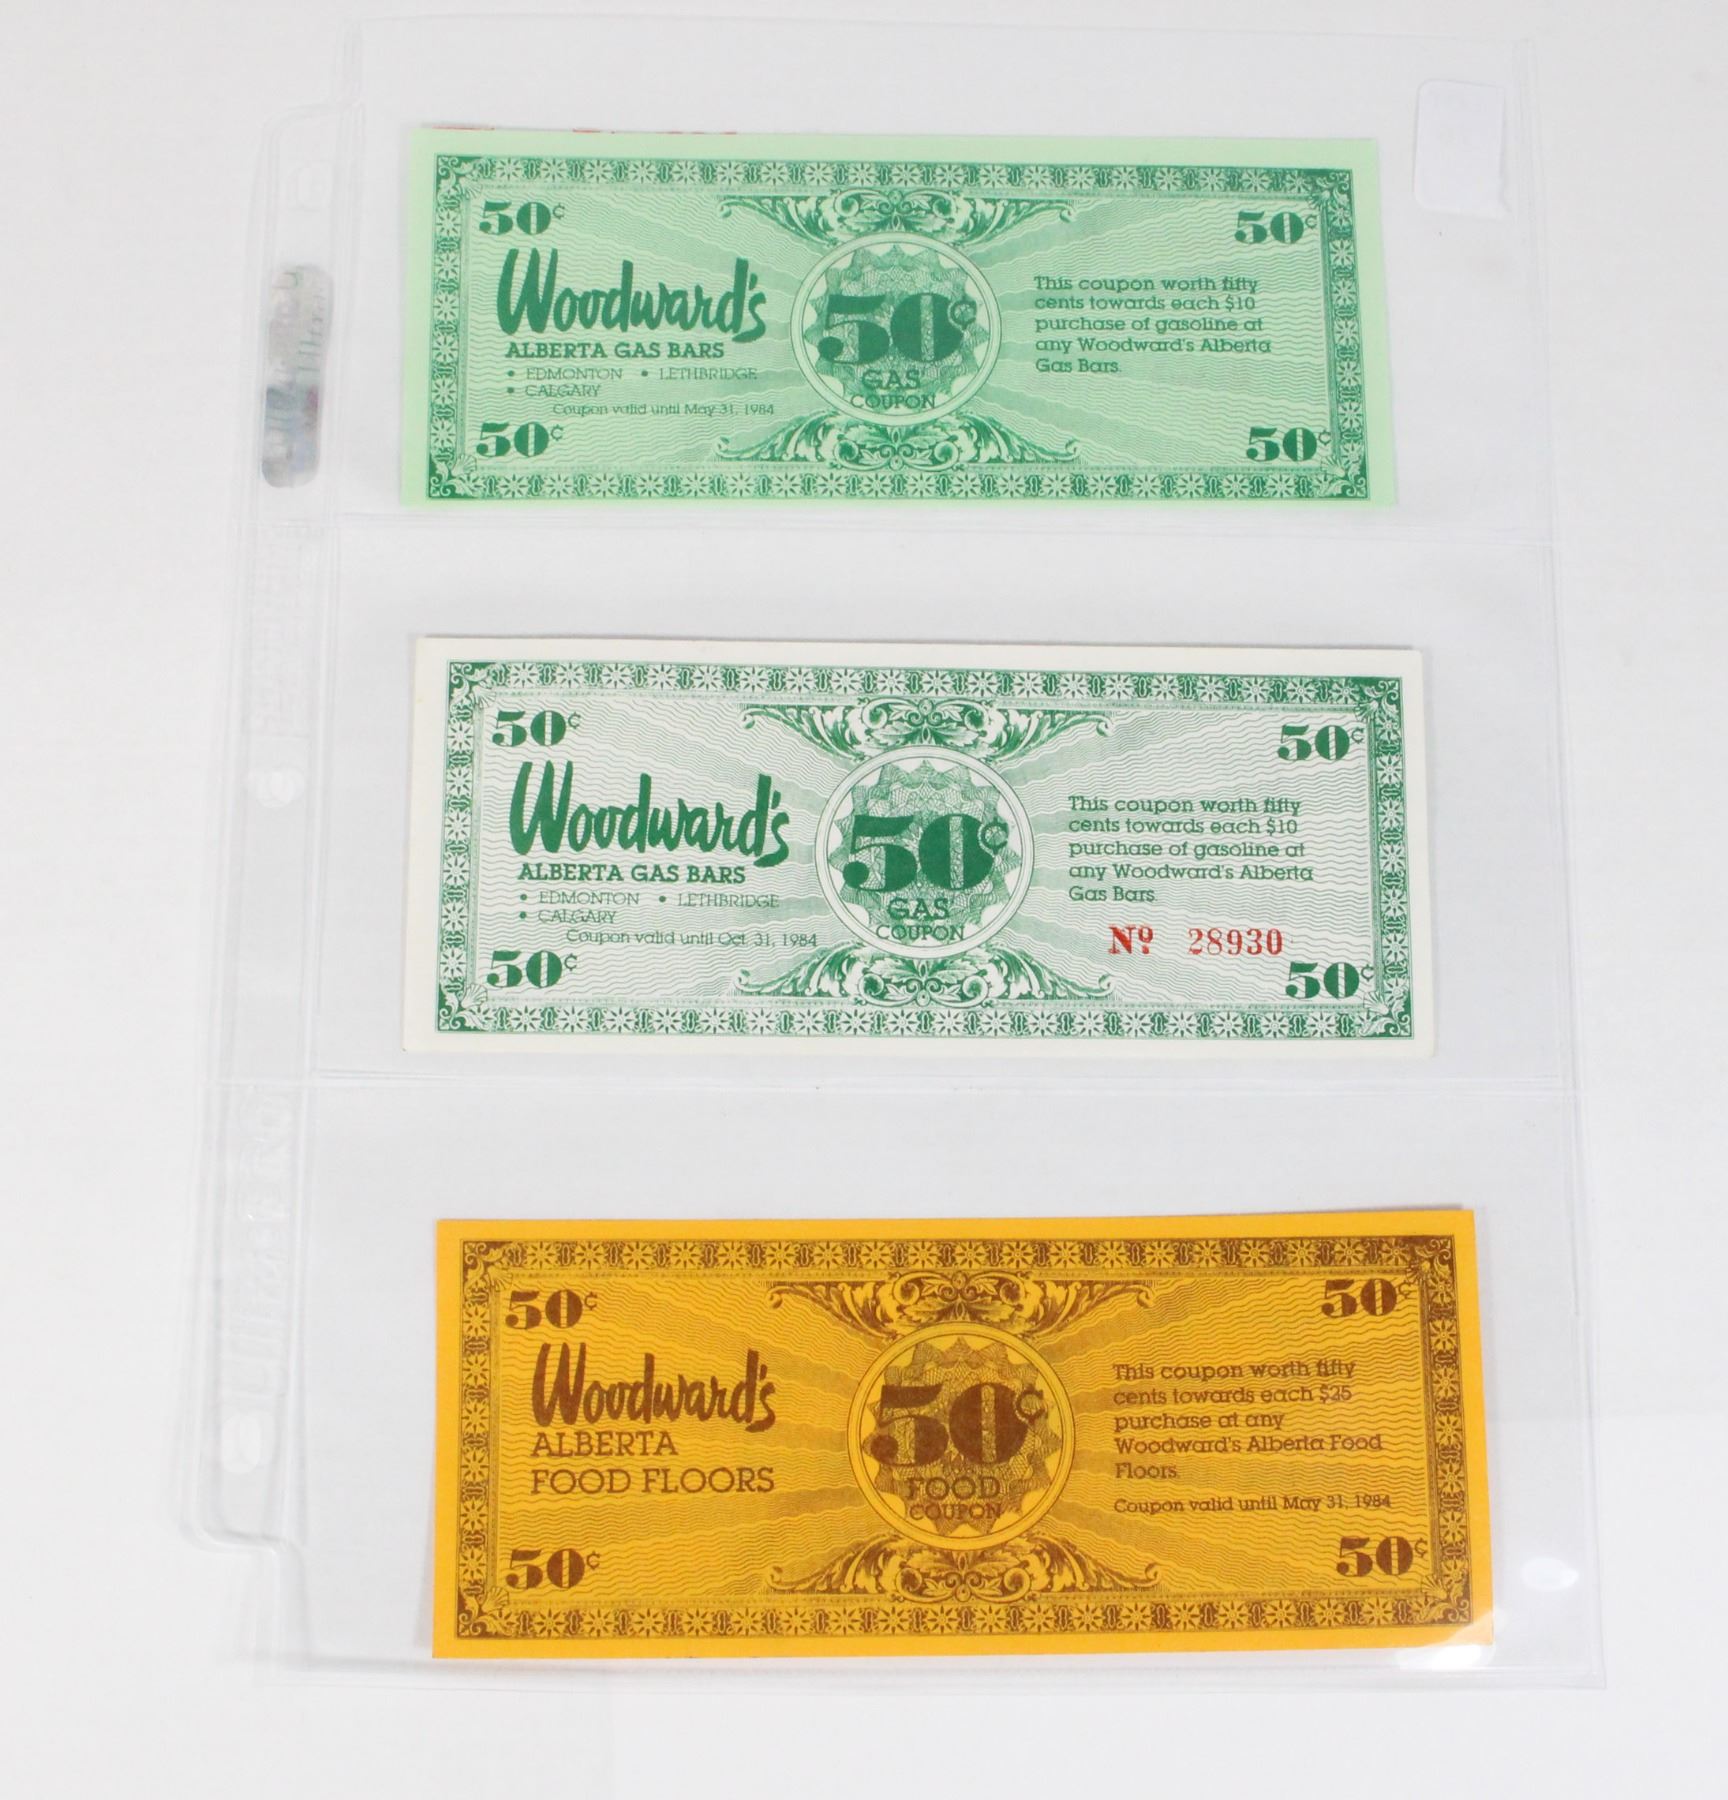 50¢ 50¢
Woodward's
ALBERTA GAS BARS
• EDMONTON • LETHBRIDGE
• CALGARY
Coupon valid until May 31, 1984
50¢
GAS
COUPON
This coupon worth fifty
cents towards each $10
purchase of gasoline at
any Woodward's Alberta
Gas Bars.
50¢ 50¢
50¢ 50¢
Woodward's
ALBERTA GAS BARS
• EDMONTON • LETHBRIDGE
• CALGARY
Coupon valid until Oct. 31, 1984
50¢
GAS
COUPON
This coupon worth fifty
cents towards each $10
purchase of gasoline at
any Woodward's Alberta
Gas Bars
Nº 28930
50¢ 50¢
50¢ 50¢
Woodward's
ALBERTA
FOOD FLOORS
50¢
FOOD
COUPON
This coupon worth fifty
cents towards each $25
purchase at any
Woodward's Alberta Food
Floors.
Coupon valid until May 31, 1984
50¢ 50¢